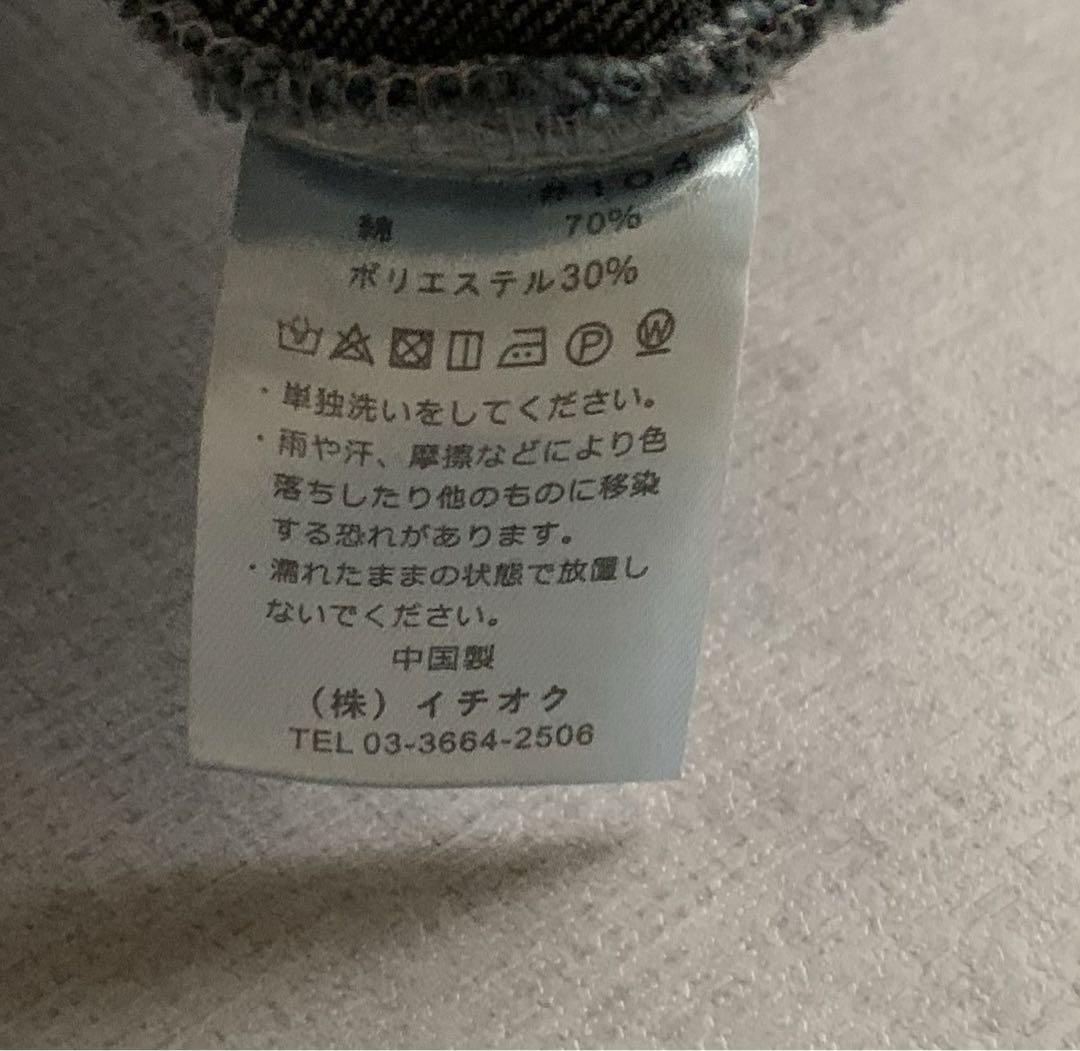 #104
綿 70%
ポリエステル30%
P W
・単独洗いをしてください。
・雨や汗、摩擦などにより色
落ちしたり他のものに移染
する恐れがあります。
・濡れたままの状態で放置し
ないでください。
中国製
(株)イチオク
TEL 03-3664-2506